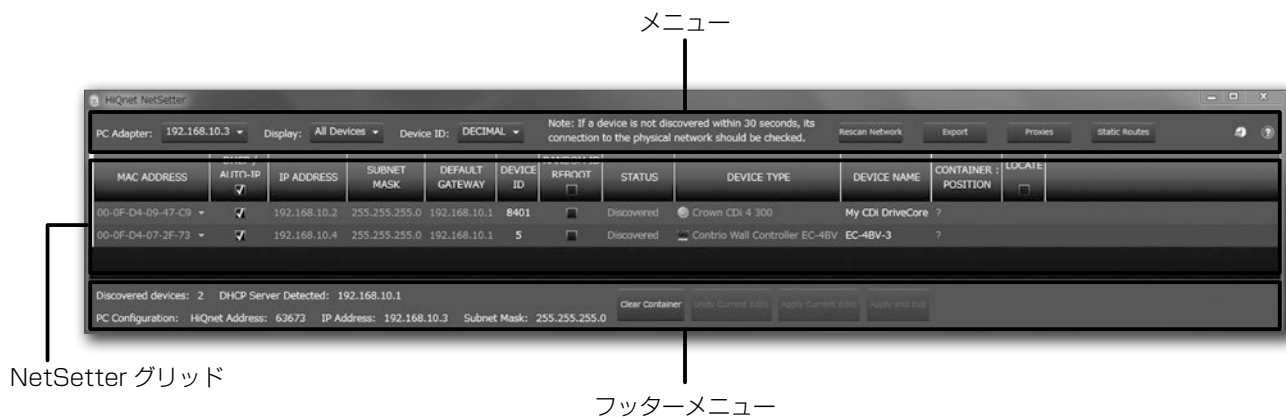 メニュー
HiQnet NetSetter
PC Adapter: 192.168.10.3 Display: All Devices Device ID: DECIMAL Note: If a device is not discovered within 30 seconds, its connection to the physical network should be checked. Rescan Network Export Proxies Static Routes
MAC ADDRESS DHCP / AUTO-IP IP ADDRESS SUBNET MASK DEFAULT GATEWAY DEVICE ID RANDOM ID REBOOT STATUS DEVICE TYPE DEVICE NAME CONTAINER : POSITION LOCATE
00-0F-D4-09-47-C9 192.168.10.2 255.255.255.0 192.168.10.1 8401 Discovered Crown CDi 4 300 My CDi DriveCore ?
00-0F-D4-07-2F-73 192.168.10.4 255.255.255.0 192.168.10.1 5 Discovered Contrio Wall Controller EC-4BV EC-4BV-3 ?
Discovered devices: 2 DHCP Server Detected: 192.168.10.1
PC Configuration: HiQnet Address: 63673 IP Address: 192.168.10.3 Subnet Mask: 255.255.255.0
Clear Container Undo Current Edits Apply Current Edits Apply and Exit
NetSetter グリッド
フッターメニュー